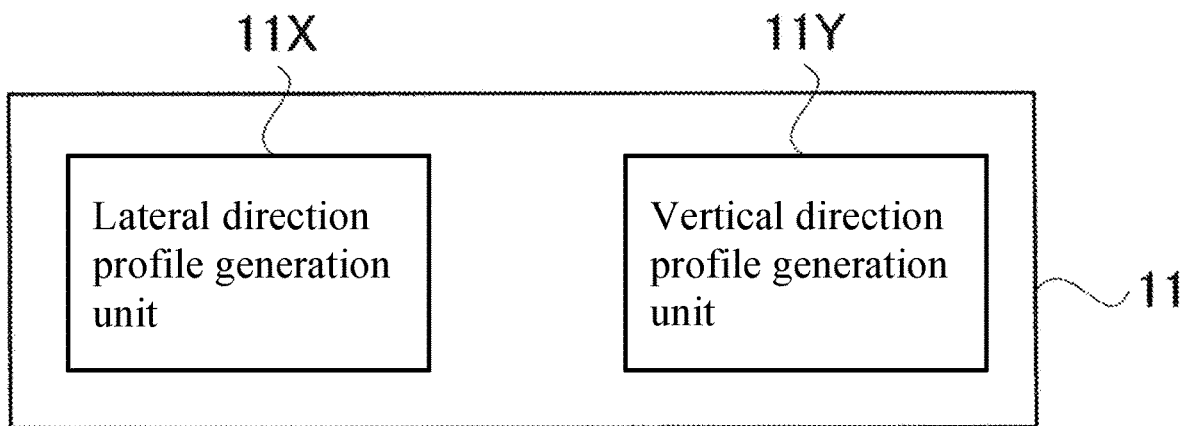 11X
11Y
Lateral direction
profile generation
unit
Vertical direction
profile generation
unit
11